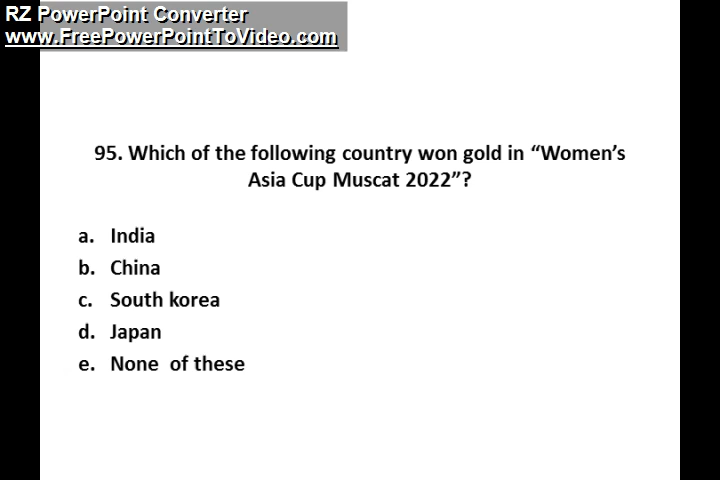 RZ PowerPoint Converter
www.FreePowerPointToVideo.com
95. Which of the following country won gold in “Women’s
Asia Cup Muscat 2022”?
a. India
b. China
c. South korea
d. Japan
e. None of these